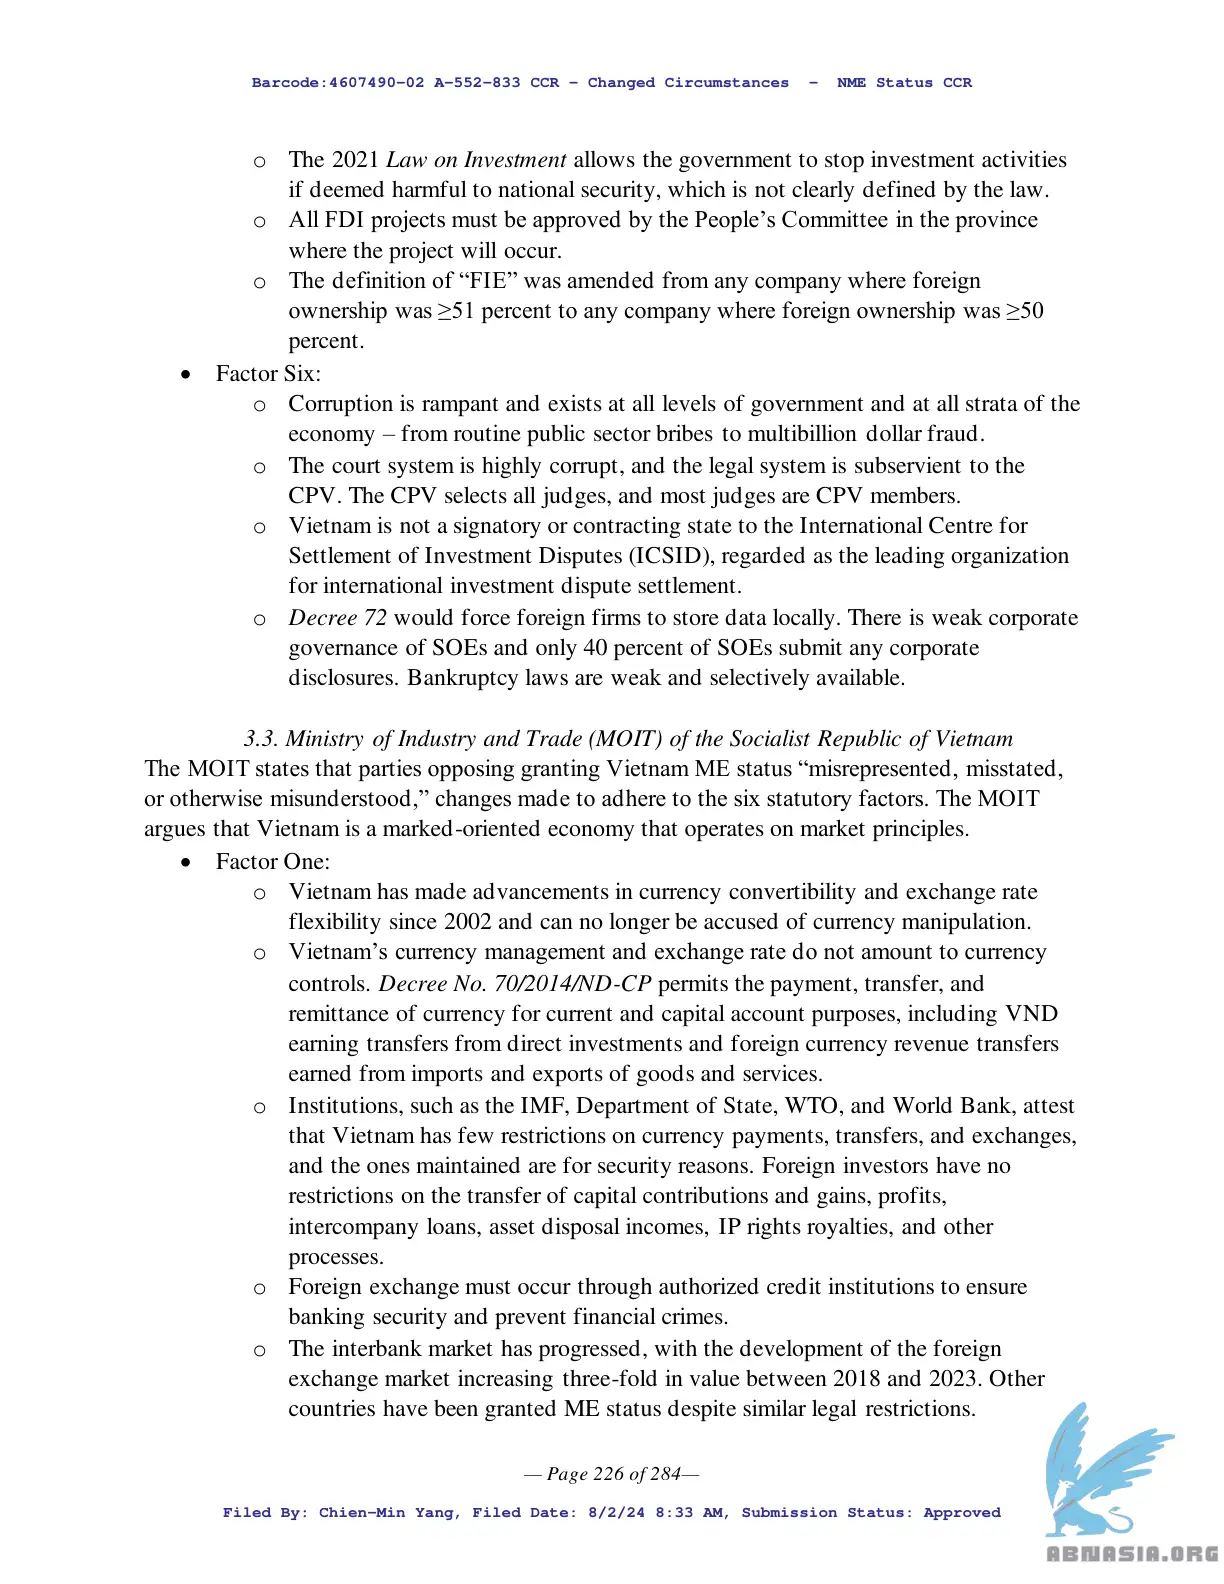 Barcode:4607490-02 A-552-833 CCR - Changed Circumstances - NME Status CCR
o The 2021 Law on Investment allows the government to stop investment activities
if deemed harmful to national security, which is not clearly defined by the law.
o All FDI projects must be approved by the People’s Committee in the province
where the project will occur.
o The definition of “FIE” was amended from any company where foreign
ownership was ≥51 percent to any company where foreign ownership was ≥50
percent.
• Factor Six:
o Corruption is rampant and exists at all levels of government and at all strata of the
economy – from routine public sector bribes to multibillion dollar fraud.
o The court system is highly corrupt, and the legal system is subservient to the
CPV. The CPV selects all judges, and most judges are CPV members.
o Vietnam is not a signatory or contracting state to the International Centre for
Settlement of Investment Disputes (ICSID), regarded as the leading organization
for international investment dispute settlement.
o Decree 72 would force foreign firms to store data locally. There is weak corporate
governance of SOEs and only 40 percent of SOEs submit any corporate
disclosures. Bankruptcy laws are weak and selectively available.
3.3. Ministry of Industry and Trade (MOIT) of the Socialist Republic of Vietnam
The MOIT states that parties opposing granting Vietnam ME status “misrepresented, misstated,
or otherwise misunderstood,” changes made to adhere to the six statutory factors. The MOIT
argues that Vietnam is a marked-oriented economy that operates on market principles.
• Factor One:
o Vietnam has made advancements in currency convertibility and exchange rate
flexibility since 2002 and can no longer be accused of currency manipulation.
o Vietnam’s currency management and exchange rate do not amount to currency
controls. Decree No. 70/2014/ND-CP permits the payment, transfer, and
remittance of currency for current and capital account purposes, including VND
earning transfers from direct investments and foreign currency revenue transfers
earned from imports and exports of goods and services.
o Institutions, such as the IMF, Department of State, WTO, and World Bank, attest
that Vietnam has few restrictions on currency payments, transfers, and exchanges,
and the ones maintained are for security reasons. Foreign investors have no
restrictions on the transfer of capital contributions and gains, profits,
intercompany loans, asset disposal incomes, IP rights royalties, and other
processes.
o Foreign exchange must occur through authorized credit institutions to ensure
banking security and prevent financial crimes.
o The interbank market has progressed, with the development of the foreign
exchange market increasing three-fold in value between 2018 and 2023. Other
countries have been granted ME status despite similar legal restrictions.
— Page 226 of 284—
Filed By: Chien-Min Yang, Filed Date: 8/2/24 8:33 AM, Submission Status: Approved
ABNASIA.ORG